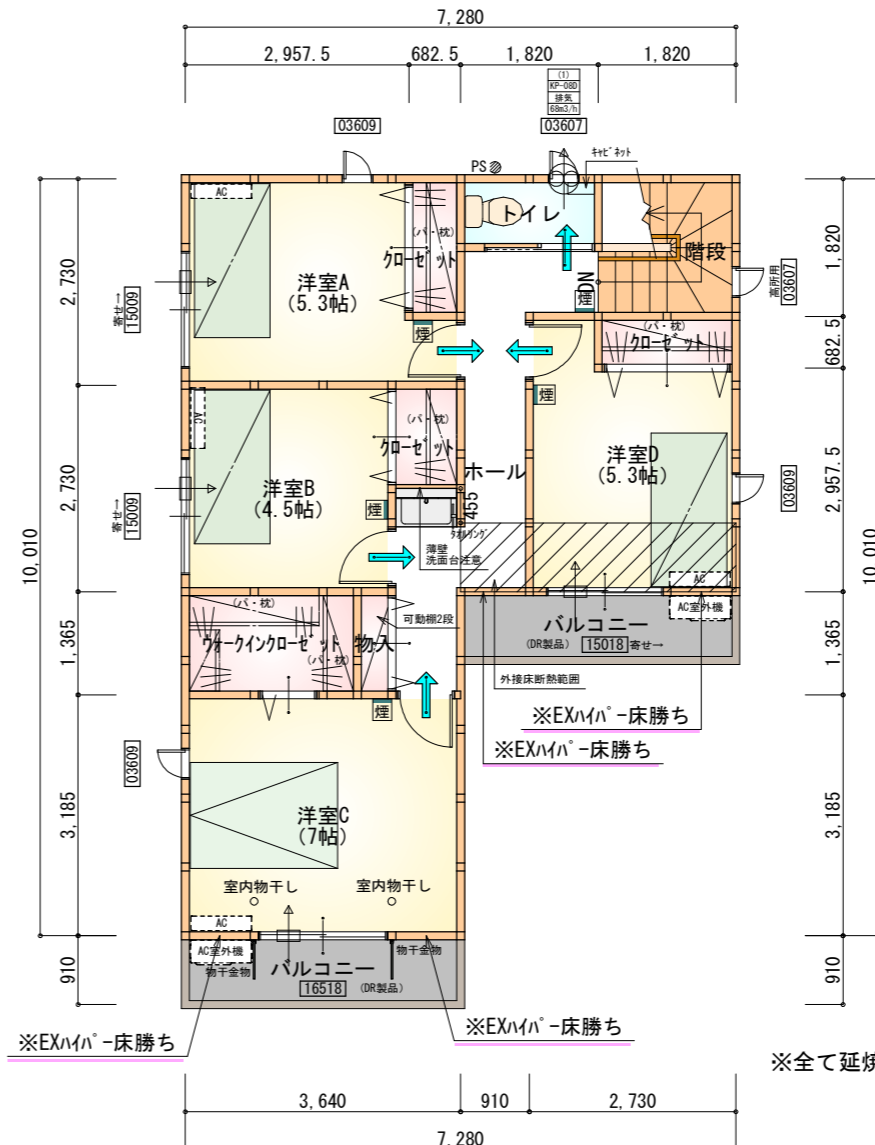 7,280
2,957.5
682.5
1,820
1,820
(1)
KP-08D
排気
68m3/h
03609
03607
PS
キャビネット
AC
トイレ
(パ・枕)
クローゼット
階段
洋室A
(5.3帖)
DN
煙
煙
高所用
03607
寄せ→
15009
(パ・枕)
クローゼット
煙
AC
(パ・枕)
クローゼット
ホール
洋室D
(5.3帖)
洋室B
(4.5帖)
煙
455
タオルリング
薄壁
洗面台注意
03609
寄せ→
15009
AC
AC室外機
(パ・枕)
ウォークインクローゼット
(パ・枕)
物入
可動棚2段
バルコニー
(DR製品)
15018
寄せ→
外接床断熱範囲
煙
※EXハイパー床勝ち
※EXハイパー床勝ち
03609
洋室C
(7帖)
室内物干し
室内物干し
AC
AC室外機
物干金物
物干金物
バルコニー
16518
(DR製品)
※EXハイパー床勝ち
※EXハイパー床勝ち
※全て延焼
10,010
2,730
2,730
1,365
3,185
910
1,820
682.5
2,957.5
1,365
3,185
910
10,010
3,640
910
2,730
7,280